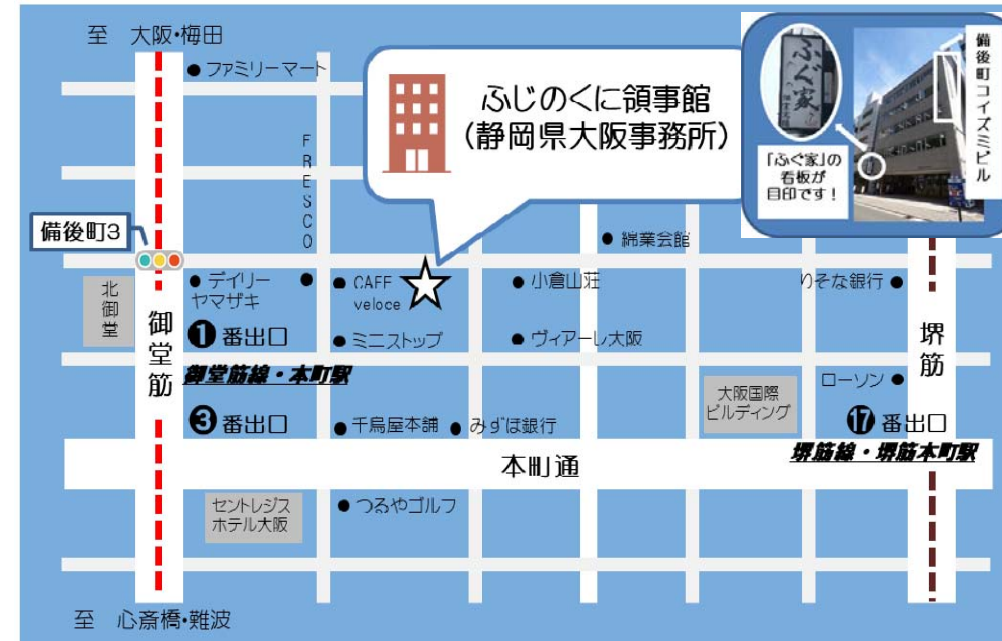 至 大阪・梅田
ファミリーマート
ふじのくに領事館
（静岡県大阪事務所）
ふぐ家
備後町コイズミビル
「ふぐ家」の
看板が
目印です！
FRESCO
備後町3
綿業会館
北御堂
デイリー
ヤマザキ
CAFF
veloce
小倉山荘
りそな銀行
御堂筋
❶番出口
ミニストップ
ヴィアーレ大阪
堺筋
御堂筋線・本町駅
大阪国際
ビルディング
ローソン
❸番出口
千鳥屋本舗
みずほ銀行
⓱番出口
堺筋線・堺筋本町駅
本町通
セントレジス
ホテル大阪
つるやゴルフ
至 心斎橋・難波